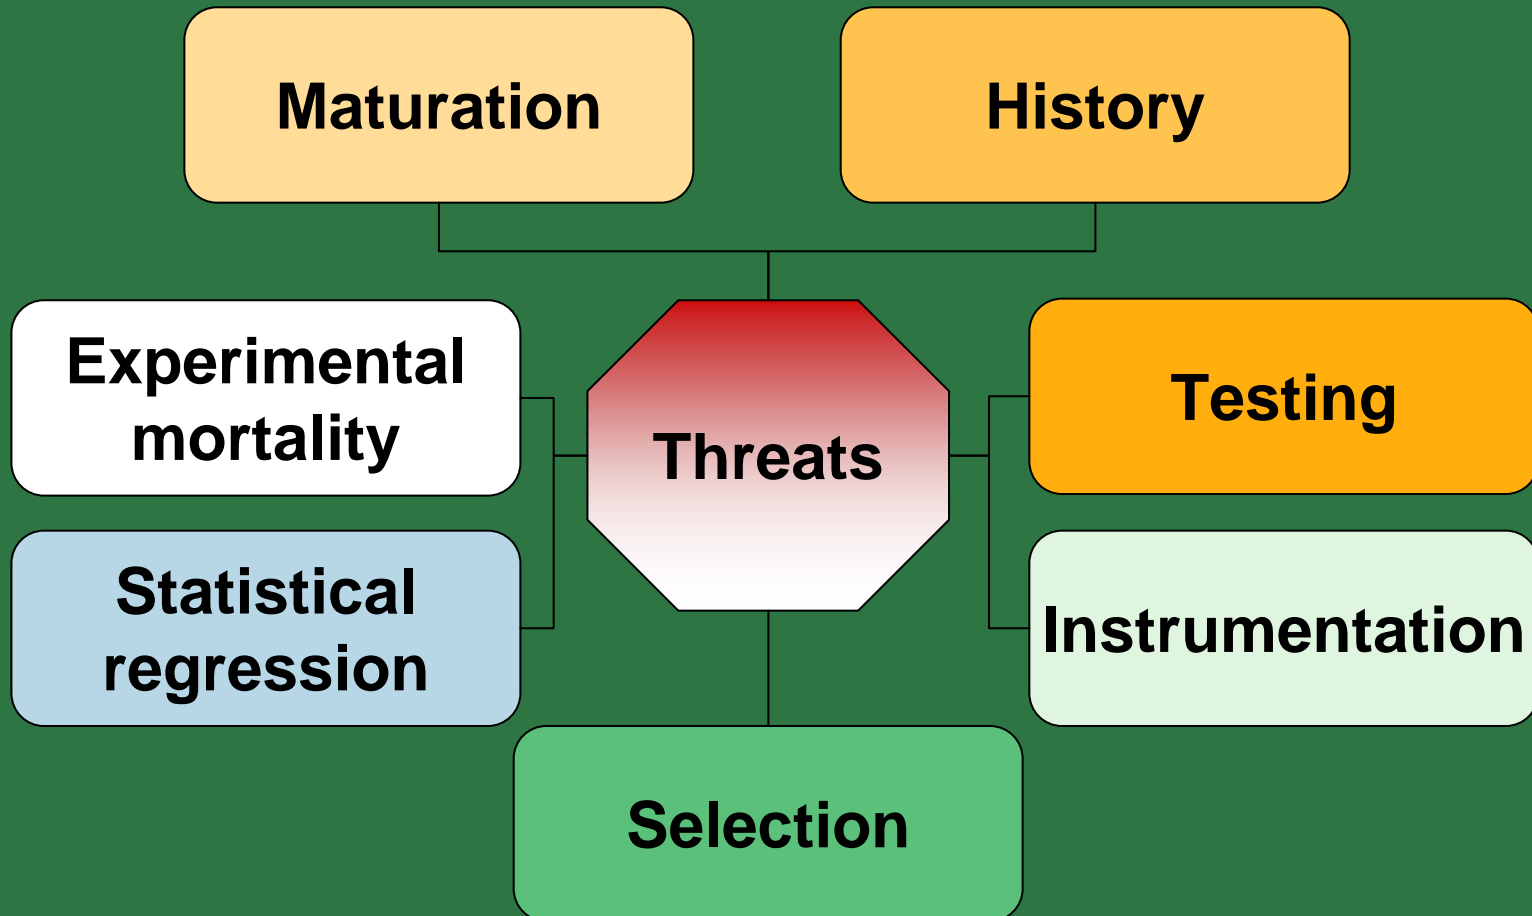 Maturation
History
Experimental
mortality
Threats
Testing
Statistical
regression
Instrumentation
Selection